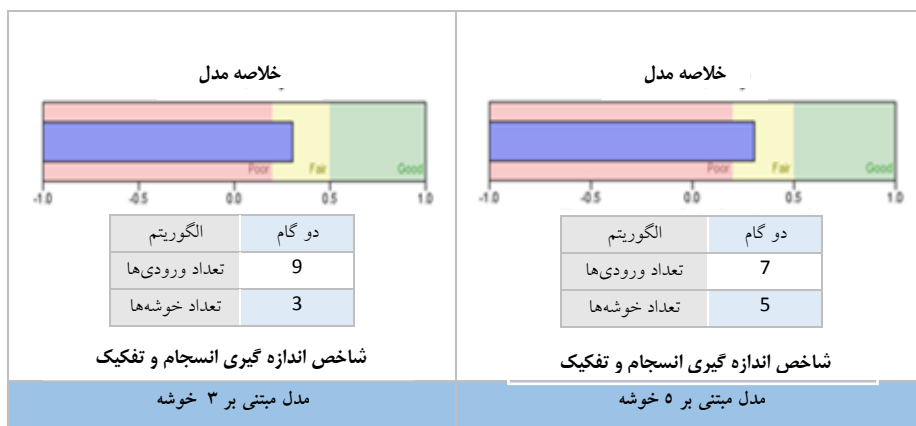 خلاصه مدل
Poor Fair Good
-1.0 -0.5 0.0 0.5 1.0
الگوریتم دو گام
تعداد ورودی‌ها 7
تعداد خوشه‌ها 5
شاخص اندازه گیری انسجام و تفکیک
مدل مبتنی بر ۵ خوشه
خلاصه مدل
Poor Fair Good
-1.0 -0.5 0.0 0.5 1.0
الگوریتم دو گام
تعداد ورودی‌ها 9
تعداد خوشه‌ها 3
شاخص اندازه گیری انسجام و تفکیک
مدل مبتنی بر ۳ خوشه